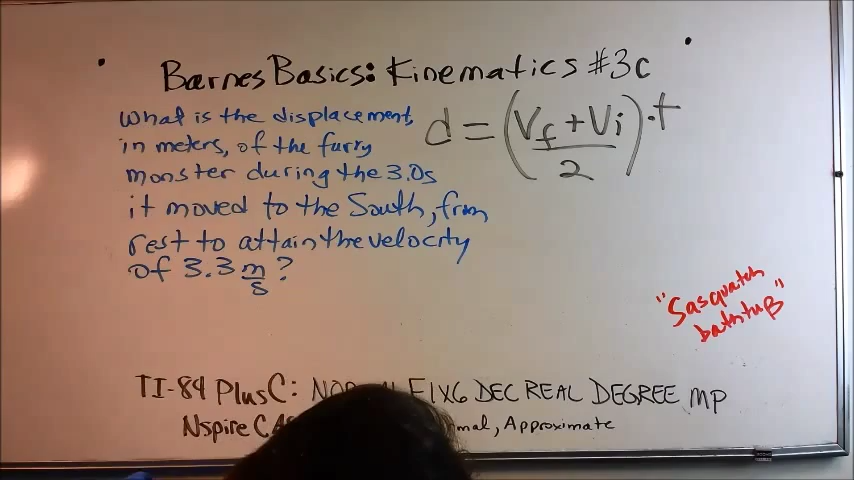 Barnes Basics: Kinematics #3c
What is the displacement,
in meters, of the furry
monster during the 3.0s
it moved to the South, from
rest to attain the velocity
of 3.3 m/s?
d = ((Vf + Vi)/2) · t
"Sasquatch
bathtuB"
TI-84 PlusC: FIX6 DEC REAL DEGREE MP
Nspire CAS Approximate